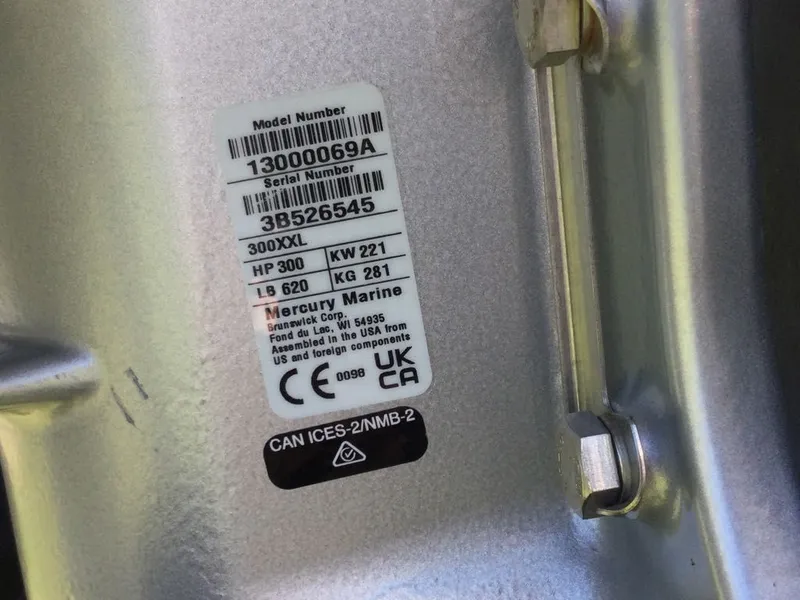 Model Number
13000069A
Serial Number
3B526545
300XXL
HP 300 KW 221
LB 620 KG 281
Mercury Marine
Brunswick Corp.
Fond du Lac, WI 54935
Assembled in the USA from
US and foreign components
CE 0098 UK
CA
CAN ICES-2/NMB-2